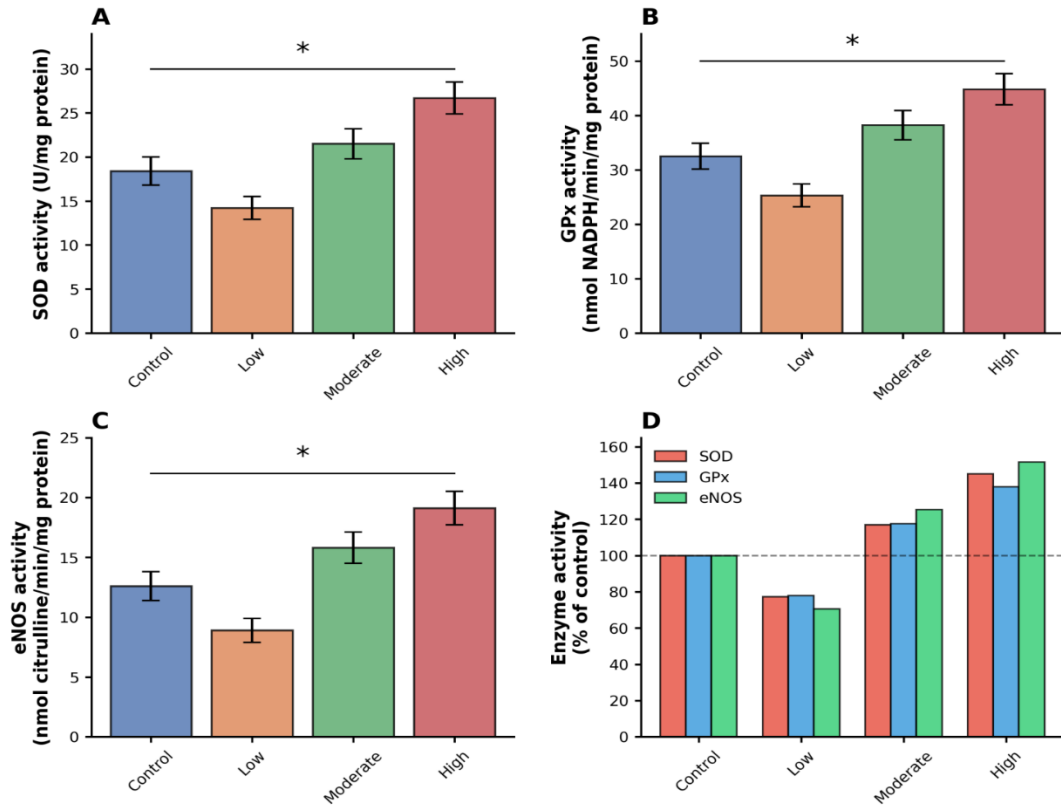 A
SOD activity (U/mg protein)
30
25
20
15
10
5
0
*
Control
Low
Moderate
High
B
GPx activity
(nmol NADPH/min/mg protein)
50
40
30
20
10
0
*
Control
Low
Moderate
High
C
eNOS activity
(nmol citrulline/min/mg protein)
25
20
15
10
5
0
*
Control
Low
Moderate
High
D
Enzyme activity
(% of control)
160
140
120
100
80
60
40
20
0
SOD
GPx
eNOS
Control
Low
Moderate
High